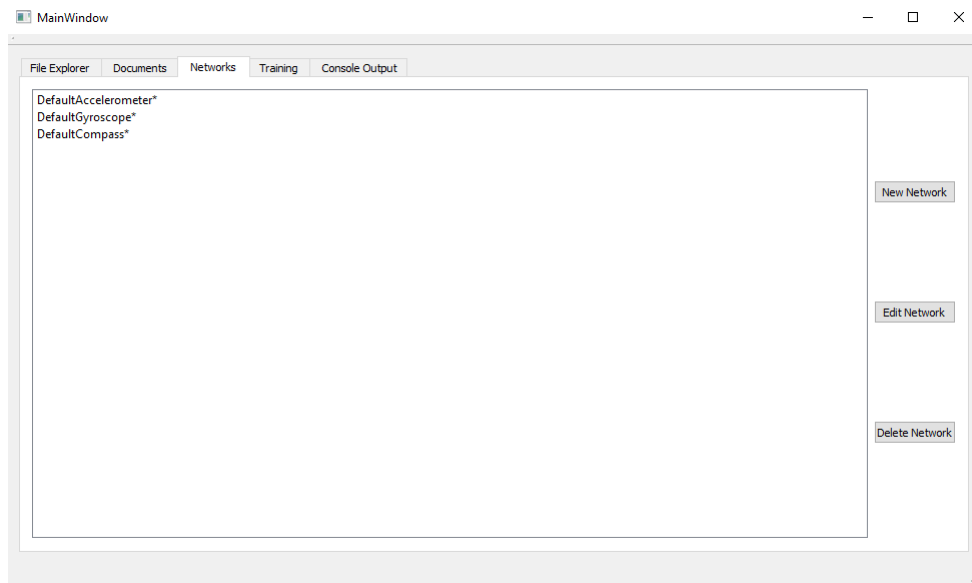 MainWindow
File Explorer Documents Networks Training Console Output
DefaultAccelerometer*
DefaultGyroscope*
DefaultCompass*
New Network
Edit Network
Delete Network